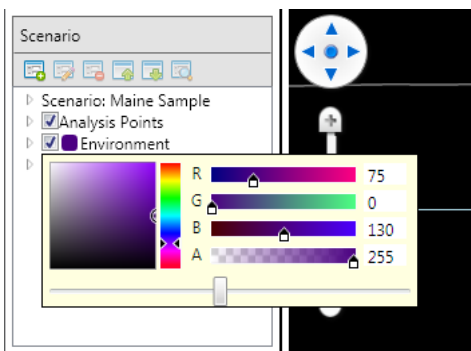 Scenario
Scenario: Maine Sample
Analysis Points
Environment
R 75
G 0
B 130
A 255